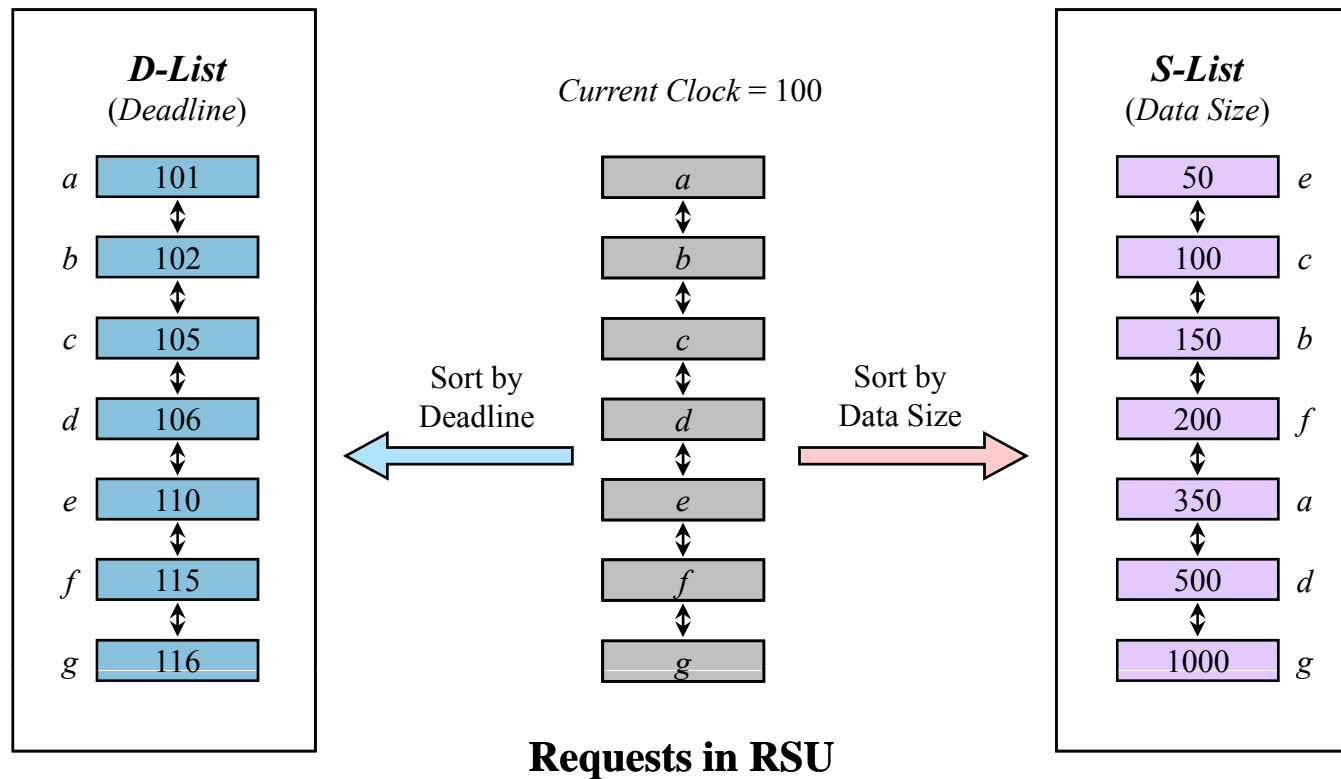 D-List
(Deadline)
a 101
b 102
c 105
d 106
e 110
f 115
g 116
Current Clock = 100
a
b
c
d
e
f
g
Sort by
Deadline
Sort by
Data Size
S-List
(Data Size)
50 e
100 c
150 b
200 f
350 a
500 d
1000 g
Requests in RSU